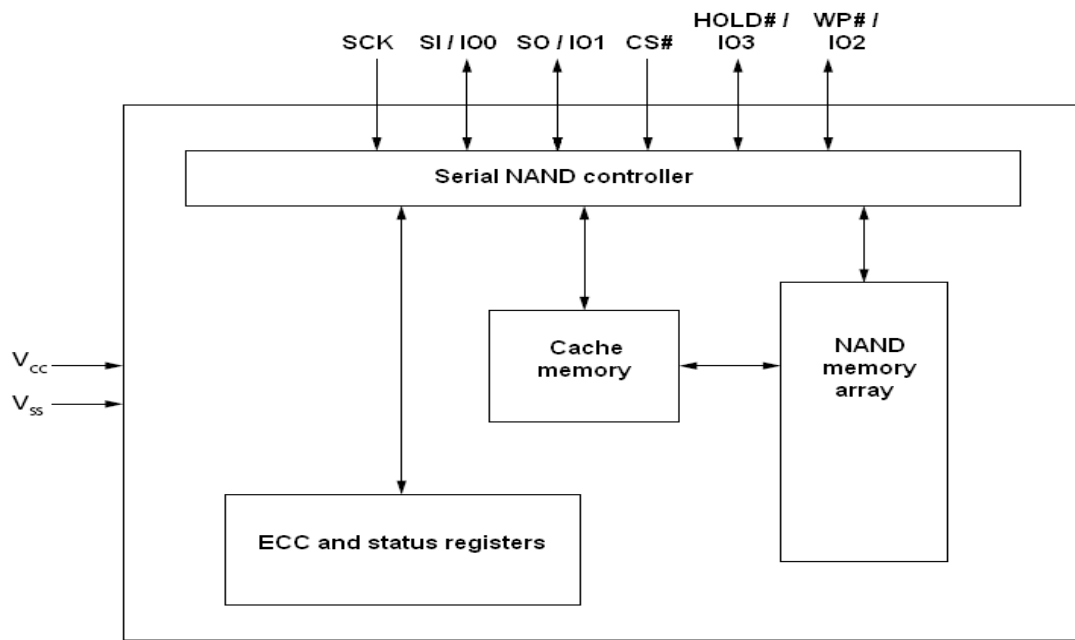 SCK
SI / IO0
SO / IO1
CS#
HOLD# /
IO3
WP# /
IO2
Serial NAND controller
Cache
memory
NAND
memory
array
Vcc
Vss
ECC and status registers